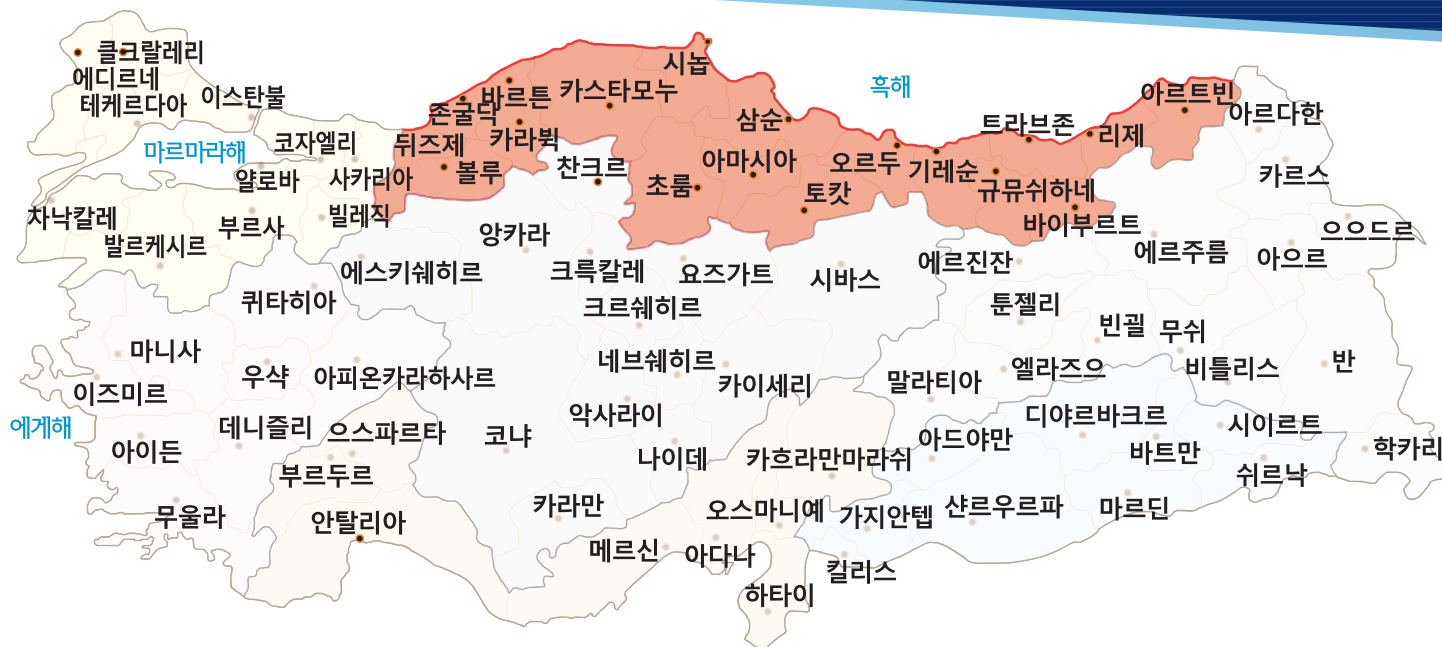 클크랄레리
에디르네
테케르다아
이스탄불
시놉
바르튼
카스타모누
흑해
아르트빈
존굴닥
삼순
트라브존
리제
아르다한
마르마라해
코자엘리
뒤즈제
카라뷕
찬크르
아마시아
오르두
기레순
카르스
얄로바
사카리아
볼루
초룸
토캇
규뮤쉬하네
차낙칼레
부르사
빌레직
바이부르트
으으드르
발르케시르
앙카라
에르주름
아으르
에스키쉐히르
크륵칼레
요즈가트
시바스
에르진잔
퀴타히아
크르쉐히르
툰젤리
빈괼
무쉬
마니사
네브쉐히르
우샥
아피온카라하사르
카이세리
말라티아
엘라즈으
비틀리스
반
이즈미르
에게해
데니즐리
으스파르타
코냐
악사라이
디야르바크르
시이르트
아드야만
아이든
나이데
카흐라만마라쉬
바트만
학카리
부르두르
쉬르낙
무울라
안탈리아
카라만
오스마니예
가지안텝
샨르우르파
마르딘
메르신
아다나
킬리스
하타이